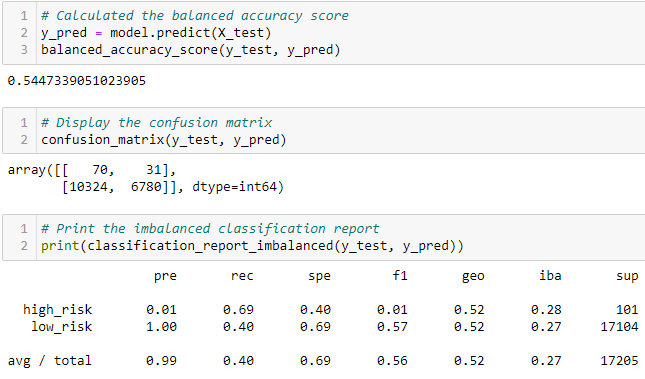 1 # Calculated the balanced accuracy score
2 y_pred = model.predict(X_test)
3 balanced_accuracy_score(y_test, y_pred)
0.5447339051023905
1 # Display the confusion matrix
2 confusion_matrix(y_test, y_pred)
array([[   70,    31],
       [10324,  6780]], dtype=int64)
1 # Print the imbalanced classification report
2 print(classification_report_imbalanced(y_test, y_pred))
pre rec spe f1 geo iba sup
high_risk 0.01 0.69 0.40 0.01 0.52 0.28 101
low_risk 1.00 0.40 0.69 0.57 0.52 0.27 17104
avg / total 0.99 0.40 0.69 0.56 0.52 0.27 17205